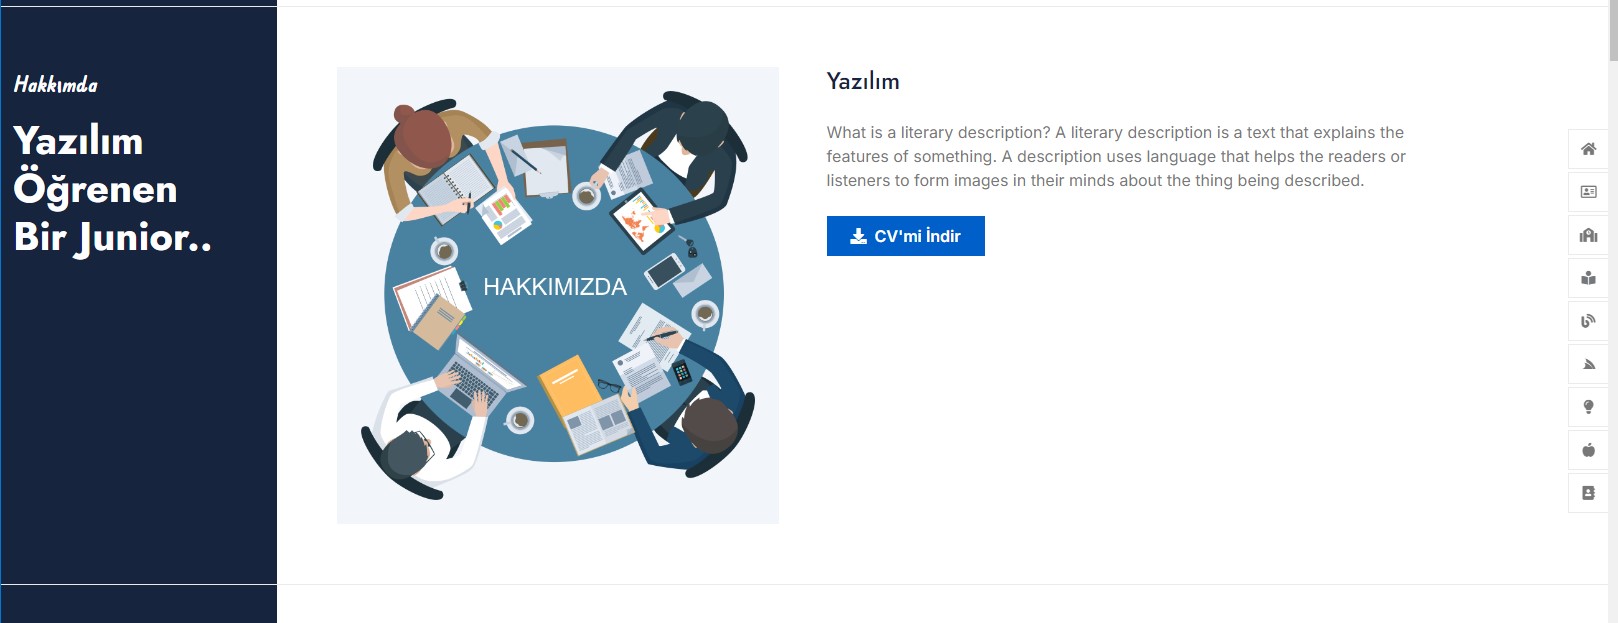 Hakkımda
Yazılım
Öğrenen
Bir Junior..
HAKKIMIZDA
Yazılım
What is a literary description? A literary description is a text that explains the
features of something. A description uses language that helps the readers or
listeners to form images in their minds about the thing being described.
CV'mi İndir